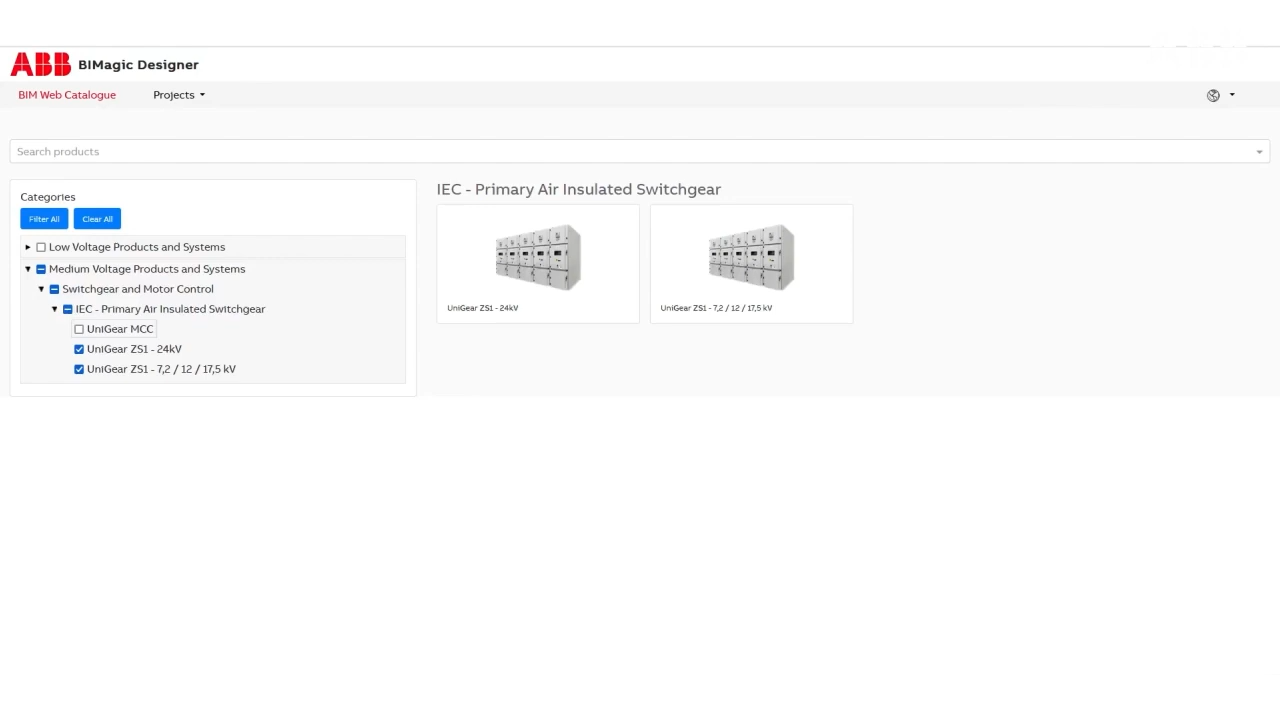 ABB BIMagic Designer
BIM Web Catalogue Projects
Search products
Categories
Filter All Clear All
Low Voltage Products and Systems
Medium Voltage Products and Systems
Switchgear and Motor Control
IEC - Primary Air Insulated Switchgear
UniGear MCC
UniGear ZS1 - 24kV
UniGear ZS1 - 7,2 / 12 / 17,5 kV
IEC - Primary Air Insulated Switchgear
UniGear ZS1 - 24kV
UniGear ZS1 - 7,2 / 12 / 17,5 kV